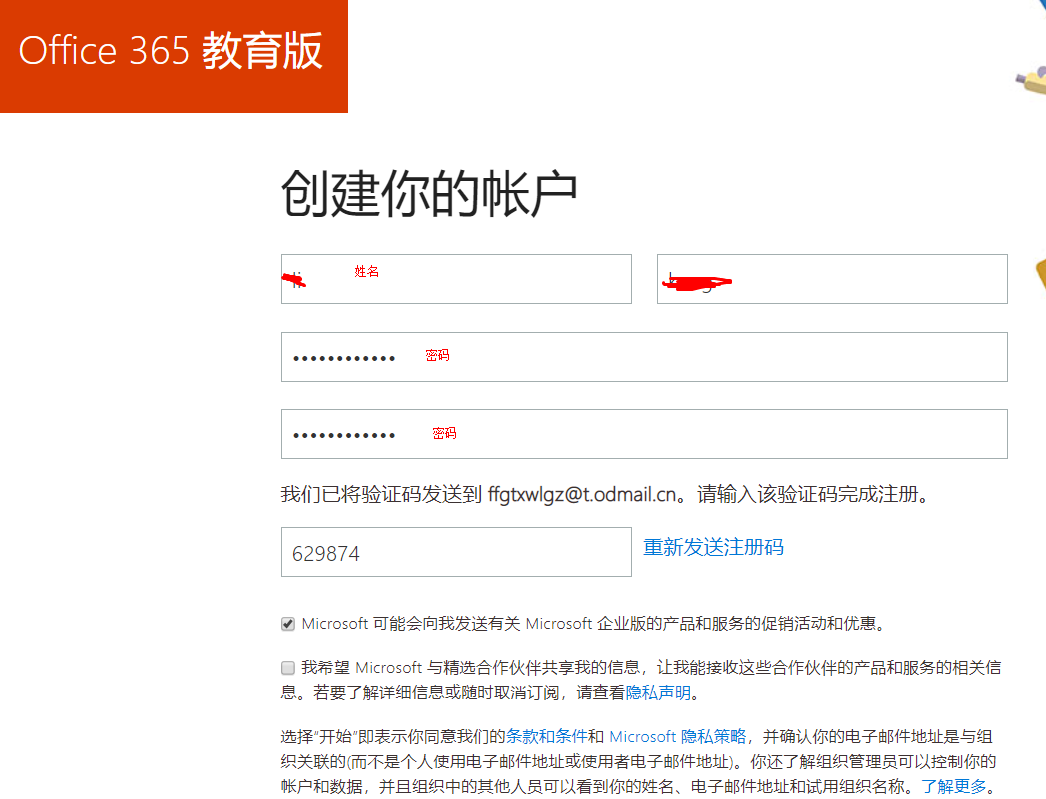 Office 365 教育版
创建你的帐户
姓名
密码
密码
我们已将验证码发送到 ffgtxwlgz@t.odmail.cn。请输入该验证码完成注册。
629874 重新发送注册码
Microsoft 可能会向我发送有关 Microsoft 企业版的产品和服务的促销活动和优惠。
我希望 Microsoft 与精选合作伙伴共享我的信息，让我能接收这些合作伙伴的产品和服务的相关信
息。若要了解详细信息或随时取消订阅，请查看隐私声明。
选择"开始"即表示你同意我们的条款和条件和 Microsoft 隐私策略，并确认你的电子邮件地址是与组
织关联的(而不是个人使用电子邮件地址或使用者电子邮件地址)。你还了解组织管理员可以控制你的
帐户和数据，并且组织中的其他人员可以看到你的姓名、电子邮件地址和试用组织名称。了解更多。